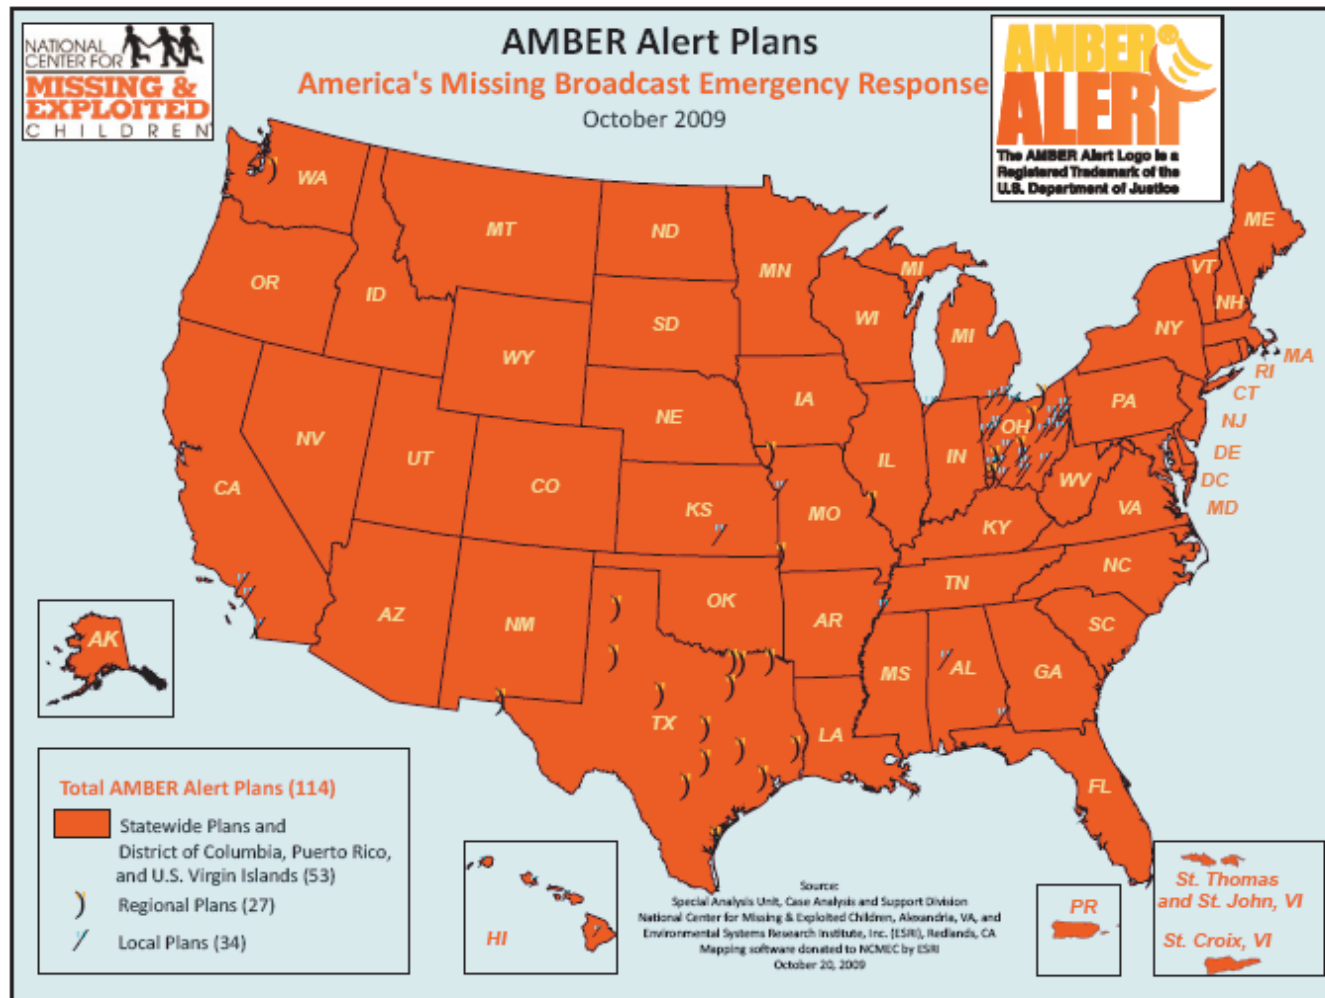 NATIONAL
CENTER FOR
MISSING &
EXPLOITED
CHILDREN
AMBER Alert Plans
America's Missing Broadcast Emergency Response
October 2009
AMBER
ALERT
The AMBER Alert Logo is a
Registered Trademark of the
U.S. Department of Justice
WA
MT
ND
MN
MI
ME
VT
NH
OR
ID
SD
WI
MI
NY
WY
MA
RI
CT
NJ
IA
NE
PA
OH
NV
UT
CO
IL
IN
DE
DC
MD
WV
VA
CA
KS
MO
KY
NC
TN
AZ
NM
OK
AR
SC
AK
MS
AL
GA
TX
LA
FL
Total AMBER Alert Plans (114)
Statewide Plans and
District of Columbia, Puerto Rico,
and U.S. Virgin Islands (53)
Regional Plans (27)
Local Plans (34)
HI
Source:
Special Analysis Unit, Case Analysis and Support Division
National Center for Missing & Exploited Children, Alexandria, VA, and
Environmental Systems Research Institute, Inc. (ESRI), Redlands, CA
Mapping software donated to NCMEC by ESRI
October 20, 2009
PR
St. Thomas
and St. John, VI
St. Croix, VI